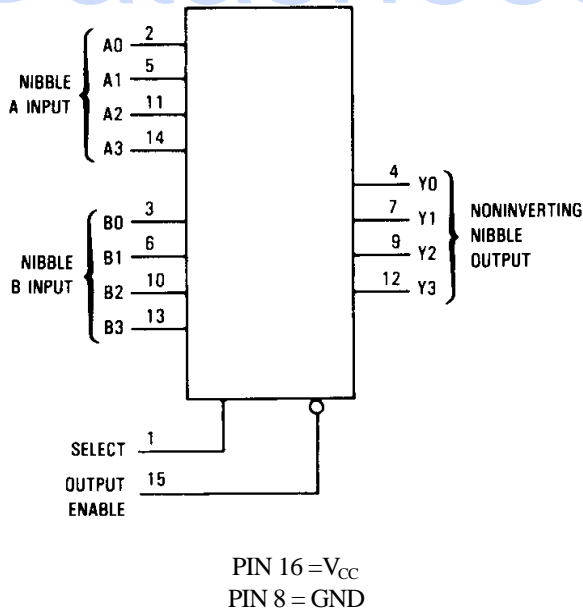 A0 2
A1 5
A2 11
A3 14
NIBBLE
A INPUT
B0 3
B1 6
B2 10
B3 13
NIBBLE
B INPUT
4 Y0
7 Y1
9 Y2
12 Y3
NONINVERTING
NIBBLE
OUTPUT
SELECT 1
OUTPUT 15
ENABLE
PIN 16 =VCC
PIN 8 = GND